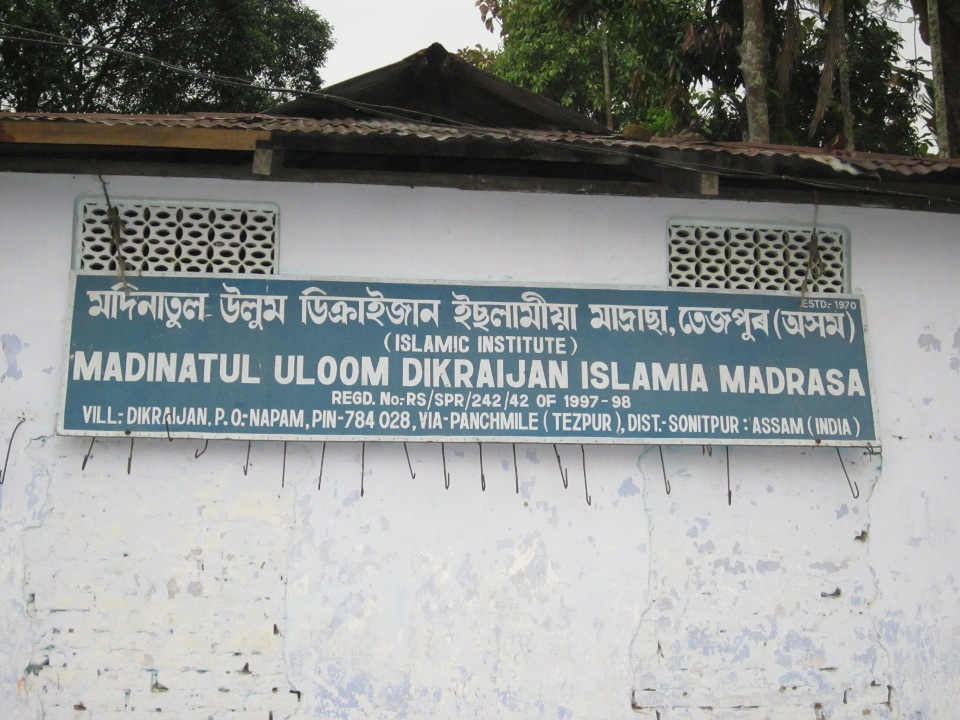 ESTD:- 1970
মদিনাতুল উলুম ডিক্ৰাইজান ইছলামীয়া মাদ্ৰাছা, তেজপুৰ (অসম)
(ISLAMIC INSTITUTE)
MADINATUL ULOOM DIKRAIJAN ISLAMIA MADRASA
REGD. No:-RS/SPR/242/42 OF 1997-98
VILL:- DIKRAIJAN, P.O:-NAPAM, PIN-784 028, VIA-PANCHMILE (TEZPUR), DIST:-SONITPUR : ASSAM (INDIA)